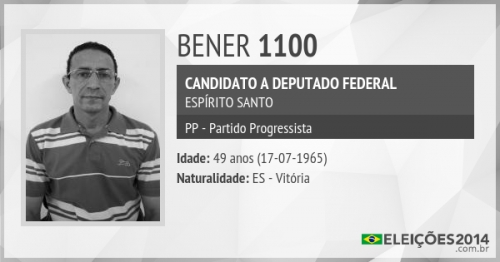 BENER 1100
CANDIDATO A DEPUTADO FEDERAL
ESPÍRITO SANTO
PP - Partido Progressista
Idade: 49 anos (17-07-1965)
Naturalidade: ES - Vitória
ELEIÇÕES2014
.com.br